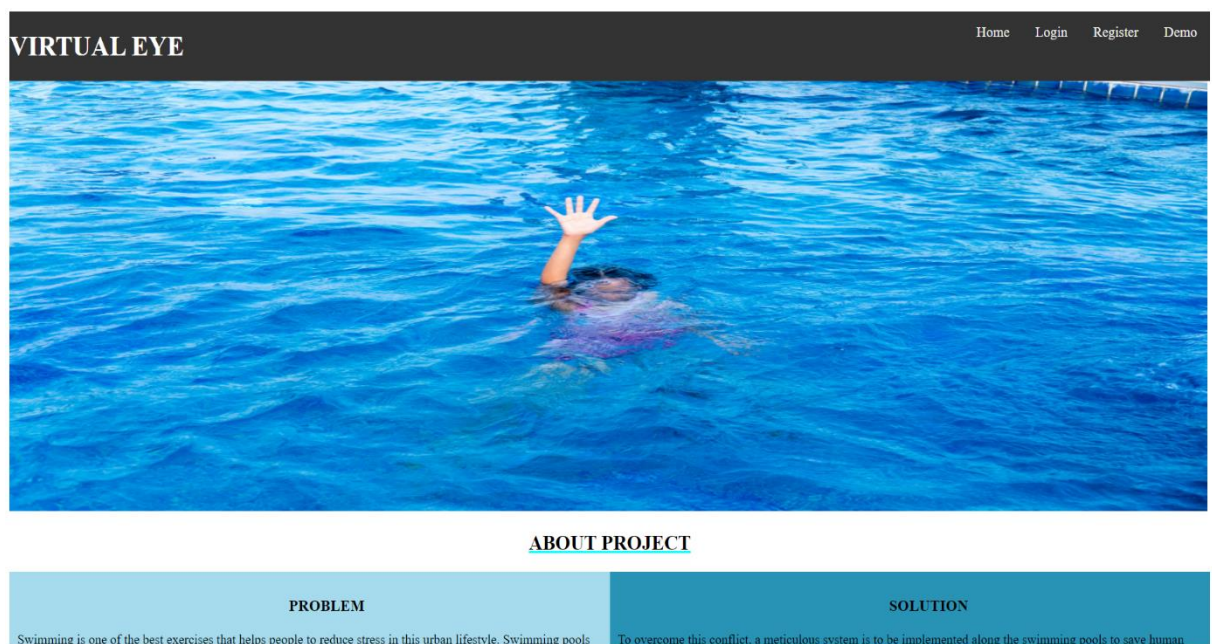 VIRTUAL EYE
Home Login Register Demo
ABOUT PROJECT
PROBLEM
Swimming is one of the best exercises that helps people to reduce stress in this urban lifestyle. Swimming pools
SOLUTION
To overcome this conflict, a meticulous system is to be implemented along the swimming pools to save human